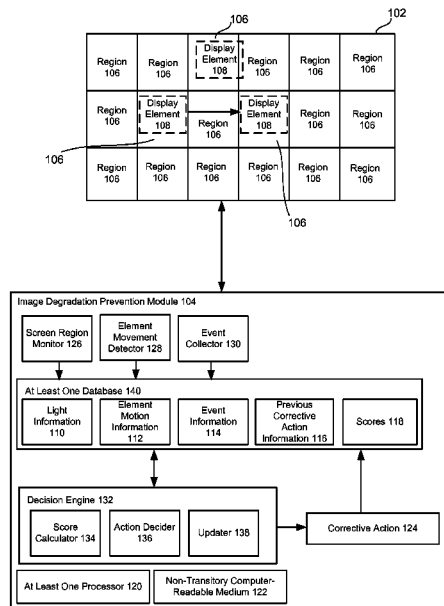 106
102
Region
106
Region
106
Display
Element
108
Region
106
Region
106
Region
106
Region
106
Display
Element
108
Region
106
Display
Element
108
Region
106
Region
106
Region
106
Region
106
Region
106
Region
106
Region
106
Region
106
106
106
Image Degradation Prevention Module 104
Screen Region
Monitor 126
Element
Movement
Detector 128
Event
Collector 130
At Least One Database 140
Light
Information
110
Element
Motion
Information
112
Event
Information
114
Previous
Corrective
Action
Information
116
Scores 118
Decision Engine 132
Score
Calculator 134
Action Decider
136
Updater 138
Corrective Action 124
At Least One Processor 120
Non-Transitory Computer-
Readable Medium 122